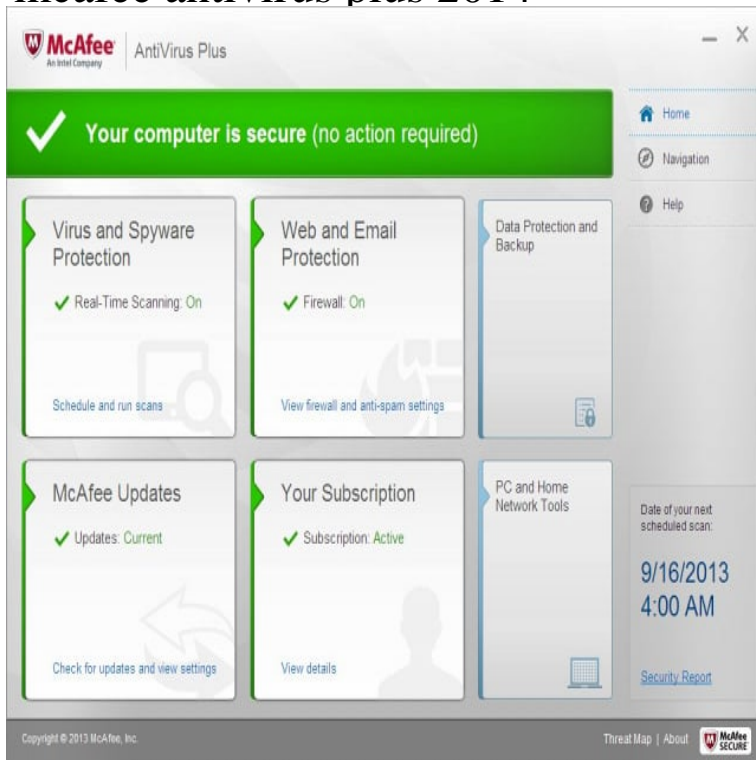 mcafee antivirus plus 2014
McAfee
An Intel Company
AntiVirus Plus
Your computer is secure (no action required)
Home
Navigation
Help
Virus and Spyware
Protection
Real-Time Scanning: On
Schedule and run scans
Web and Email
Protection
Firewall: On
View firewall and anti-spam settings
Data Protection and
Backup
McAfee Updates
Updates: Current
Check for updates and view settings
Your Subscription
Subscription: Active
View details
PC and Home
Network Tools
Date of your next
scheduled scan:
9/16/2013
4:00 AM
Security Report
Copyright © 2013 McAfee, Inc.
Threat Map | About
McAfee
SECURE